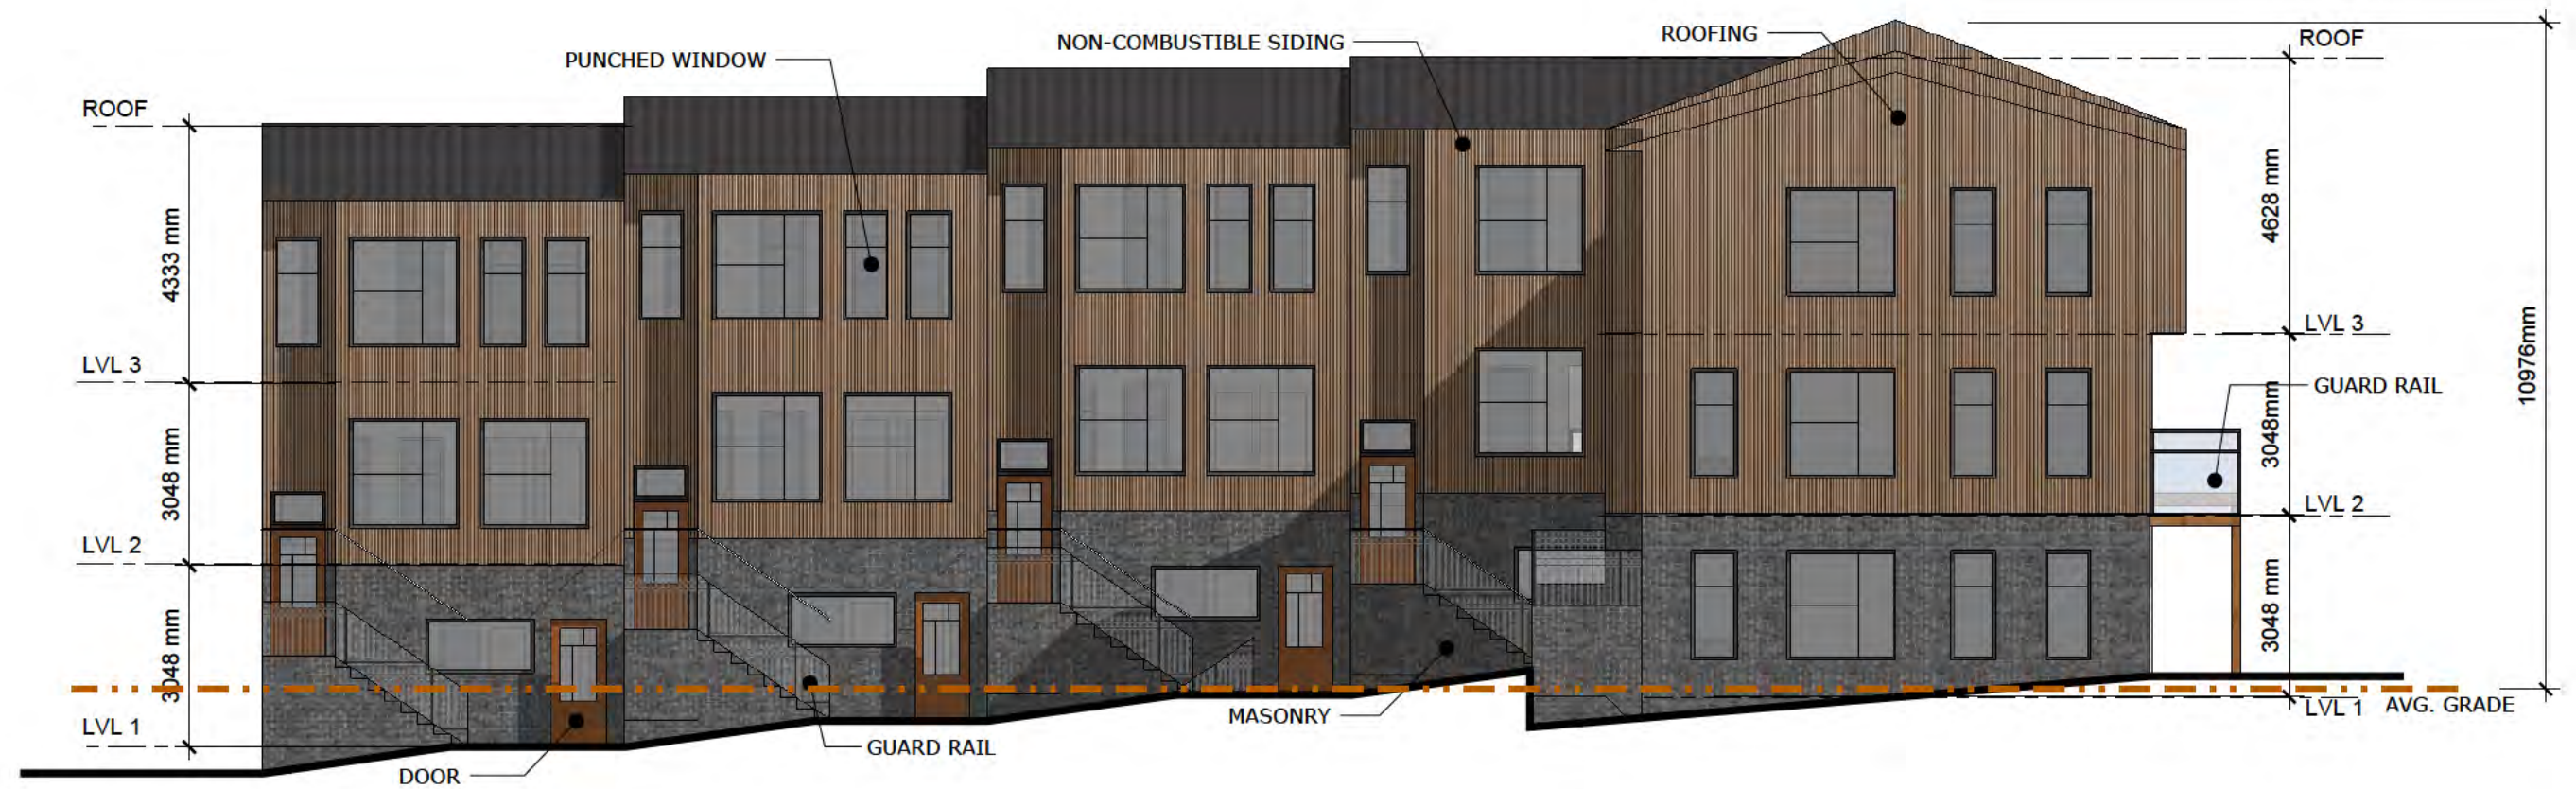 PUNCHED WINDOW
NON-COMBUSTIBLE SIDING
ROOFING
ROOF
ROOF
4333 mm
4628 mm
LVL 3
LVL 3
10976mm
GUARD RAIL
3048 mm
3048mm
LVL 2
LVL 2
3048 mm
3048 mm
LVL 1
LVL 1
AVG. GRADE
MASONRY
GUARD RAIL
DOOR